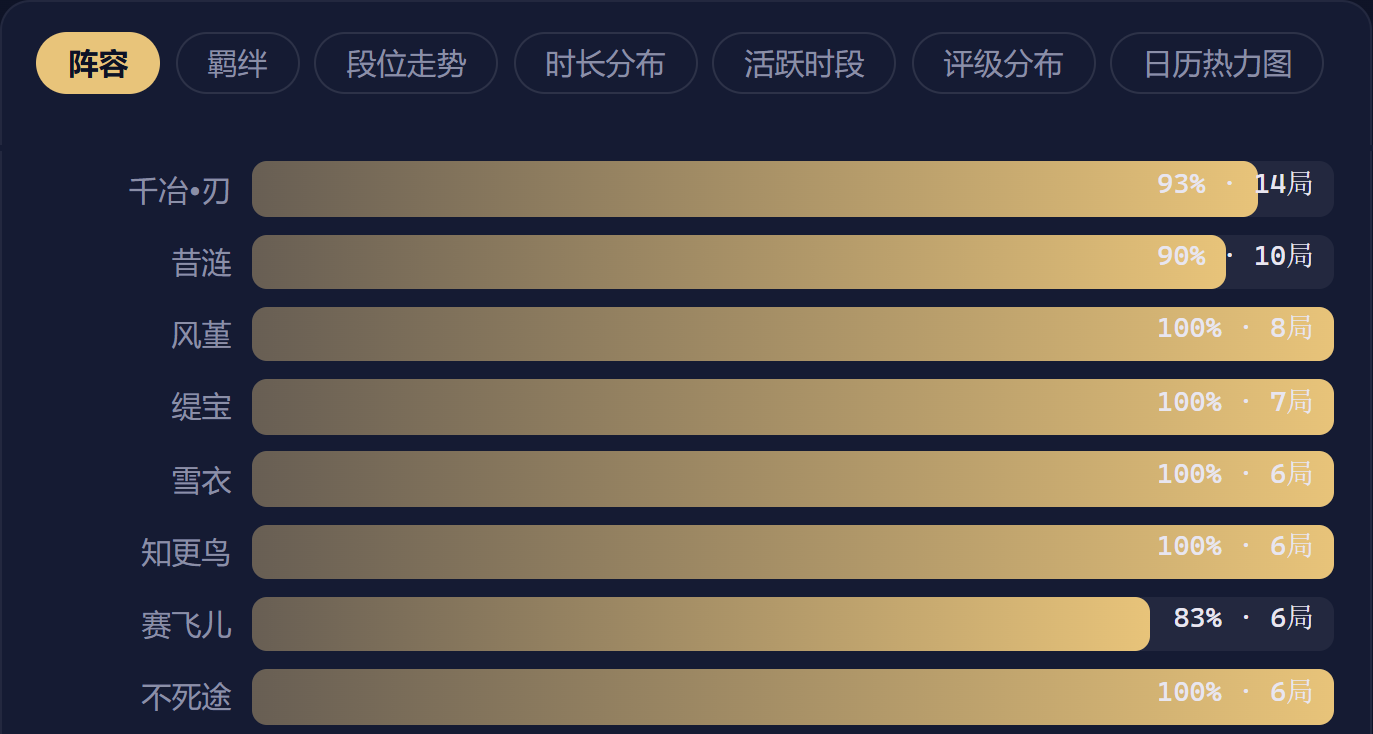 阵容 羁绊 段位走势 时长分布 活跃时段 评级分布 日历热力图
千冶•刃 93% · 14局
昔涟 90% · 10局
风堇 100% · 8局
缇宝 100% · 7局
雪衣 100% · 6局
知更鸟 100% · 6局
赛飞儿 83% · 6局
不死途 100% · 6局